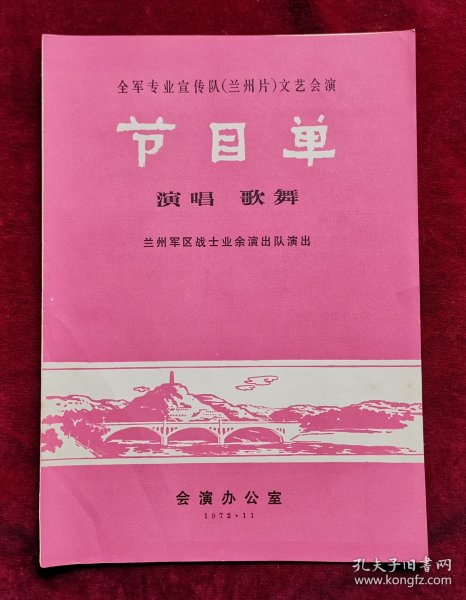 全军专业宣传队(兰州片)文艺会演
节目单
演唱 歌舞
兰州军区战士业余演出队演出
会演办公室
1972·11
孔夫子旧书网
www.kongfz.com